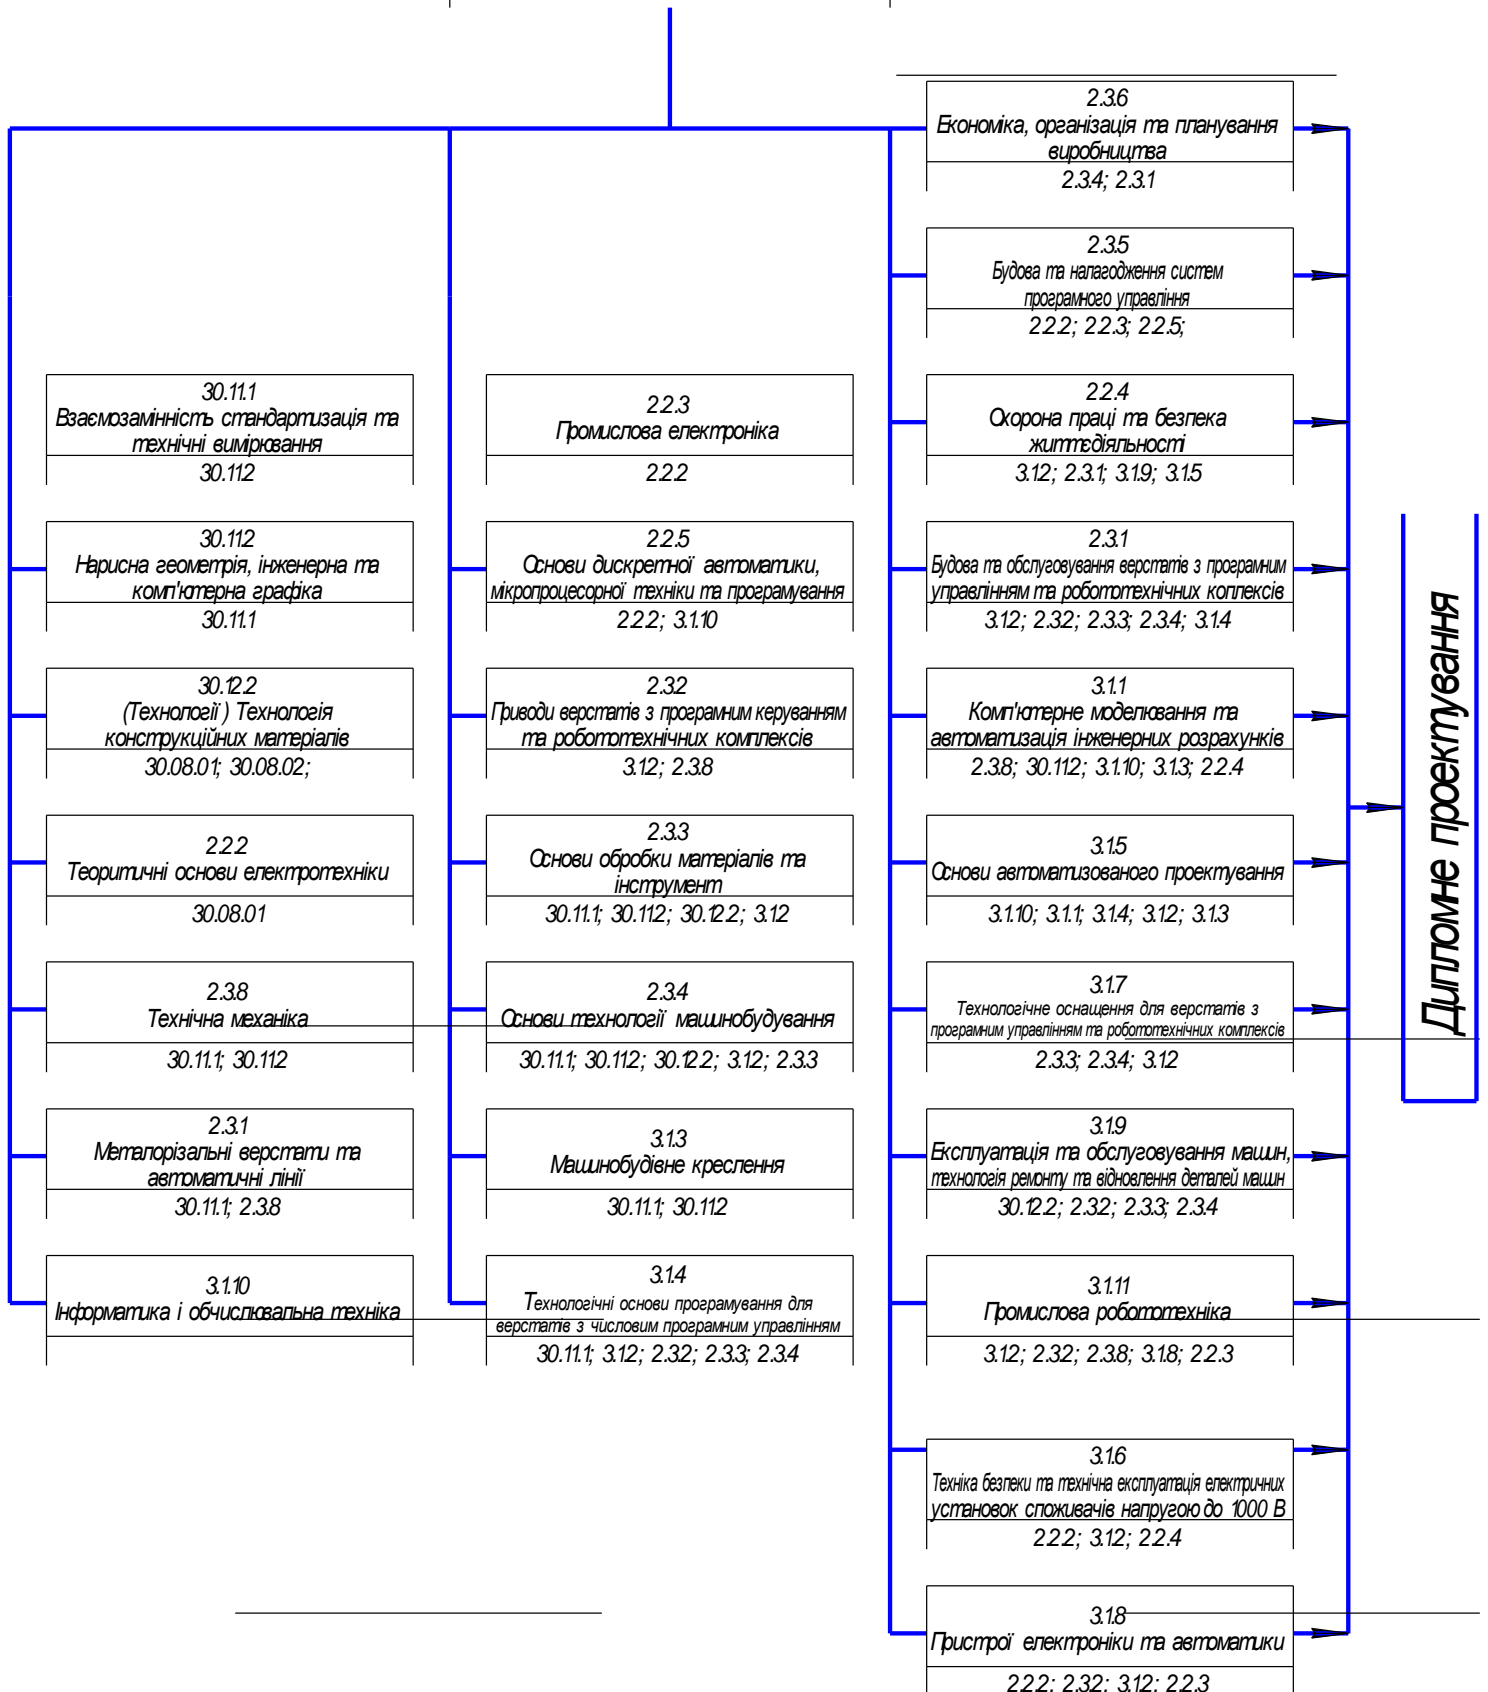 2.3.6
Економіка, організація та планування
виробництва
2.3.4; 2.3.1
2.3.5
Будова та налагодження систем
програмного управління
2.2.2; 2.2.3; 2.2.5;
30.11.1
Взаємозамінність стандартизація та
технічні вимірювання
30.11.2
2.2.3
Промислова електроніка
2.2.2
2.2.4
Охорона праці та безпека
життєдіяльності
3.1.2; 2.3.1; 3.1.9; 3.1.5
30.11.2
Нарисна геометрія, інженерна та
комп'ютерна графіка
30.11.1
2.2.5
Основи дискретної автоматики,
мікропроцесорної техніки та програмування
2.2.2; 3.1.10
2.3.1
Будова та обслуговування верстатів з програмним
управлінням та робототехнічних коплексів
3.1.2; 2.3.2; 2.3.3; 2.3.4; 3.1.4
30.12.2
(Технології ) Технологія
конструкційних матеріалів
30.08.01; 30.08.02;
2.3.2
Приводи верстатів з програмним керуванням
та робототехнічних комплексів
3.1.2; 2.3.8
3.1.1
Комп'ютерне моделювання та
автоматизація інженерних розрахунків
2.3.8; 30.11.2; 3.1.10; 3.1.3; 2.2.4
2.2.2
Теоритичні основи електротехніки
30.08.01
2.3.3
Основи обробки матеріалів та
інструмент
30.11.1; 30.11.2; 30.12.2; 3.1.2
3.1.5
Основи автоматизованого проектування
3.1.10; 3.1.1; 3.1.4; 3.1.2; 3.1.3
2.3.8
Технічна механіка
30.11.1; 30.11.2
2.3.4
Основи технології машинобудування
30.11.1; 30.11.2; 30.12.2; 3.1.2; 2.3.3
3.1.7
Технологічне оснащення для верстатів з
програмним управлінням та робототехнічних комплексів
2.3.3; 2.3.4; 3.1.2
2.3.1
Металорізальні верстати та
автоматичні лінії
30.11.1; 2.3.8
3.1.3
Машинобудівне креслення
30.11.1; 30.11.2
3.1.9
Експлуатація та обслуговування машин,
технологія ремонту та відновлення деталей машин
30.12.2; 2.3.2; 2.3.3; 2.3.4
3.1.10
Інформатика і обчислювальна техніка
3.1.4
Технологічні основи програмування для
верстатів з числовим програмним управлінням
30.11.1; 3.1.2; 2.3.2; 2.3.3; 2.3.4
3.1.11
Промислова робототехніка
3.1.2; 2.3.2; 2.3.8; 3.1.8; 2.2.3
3.1.6
Техніка безпеки та технічна експлуатація електричних
установок споживачів напругою до 1000 В
2.2.2; 3.1.2; 2.2.4
3.1.8
Пристрої електроніки та автоматики
2.2.2; 2.3.2; 3.1.2; 2.2.3
Дипломне проектування